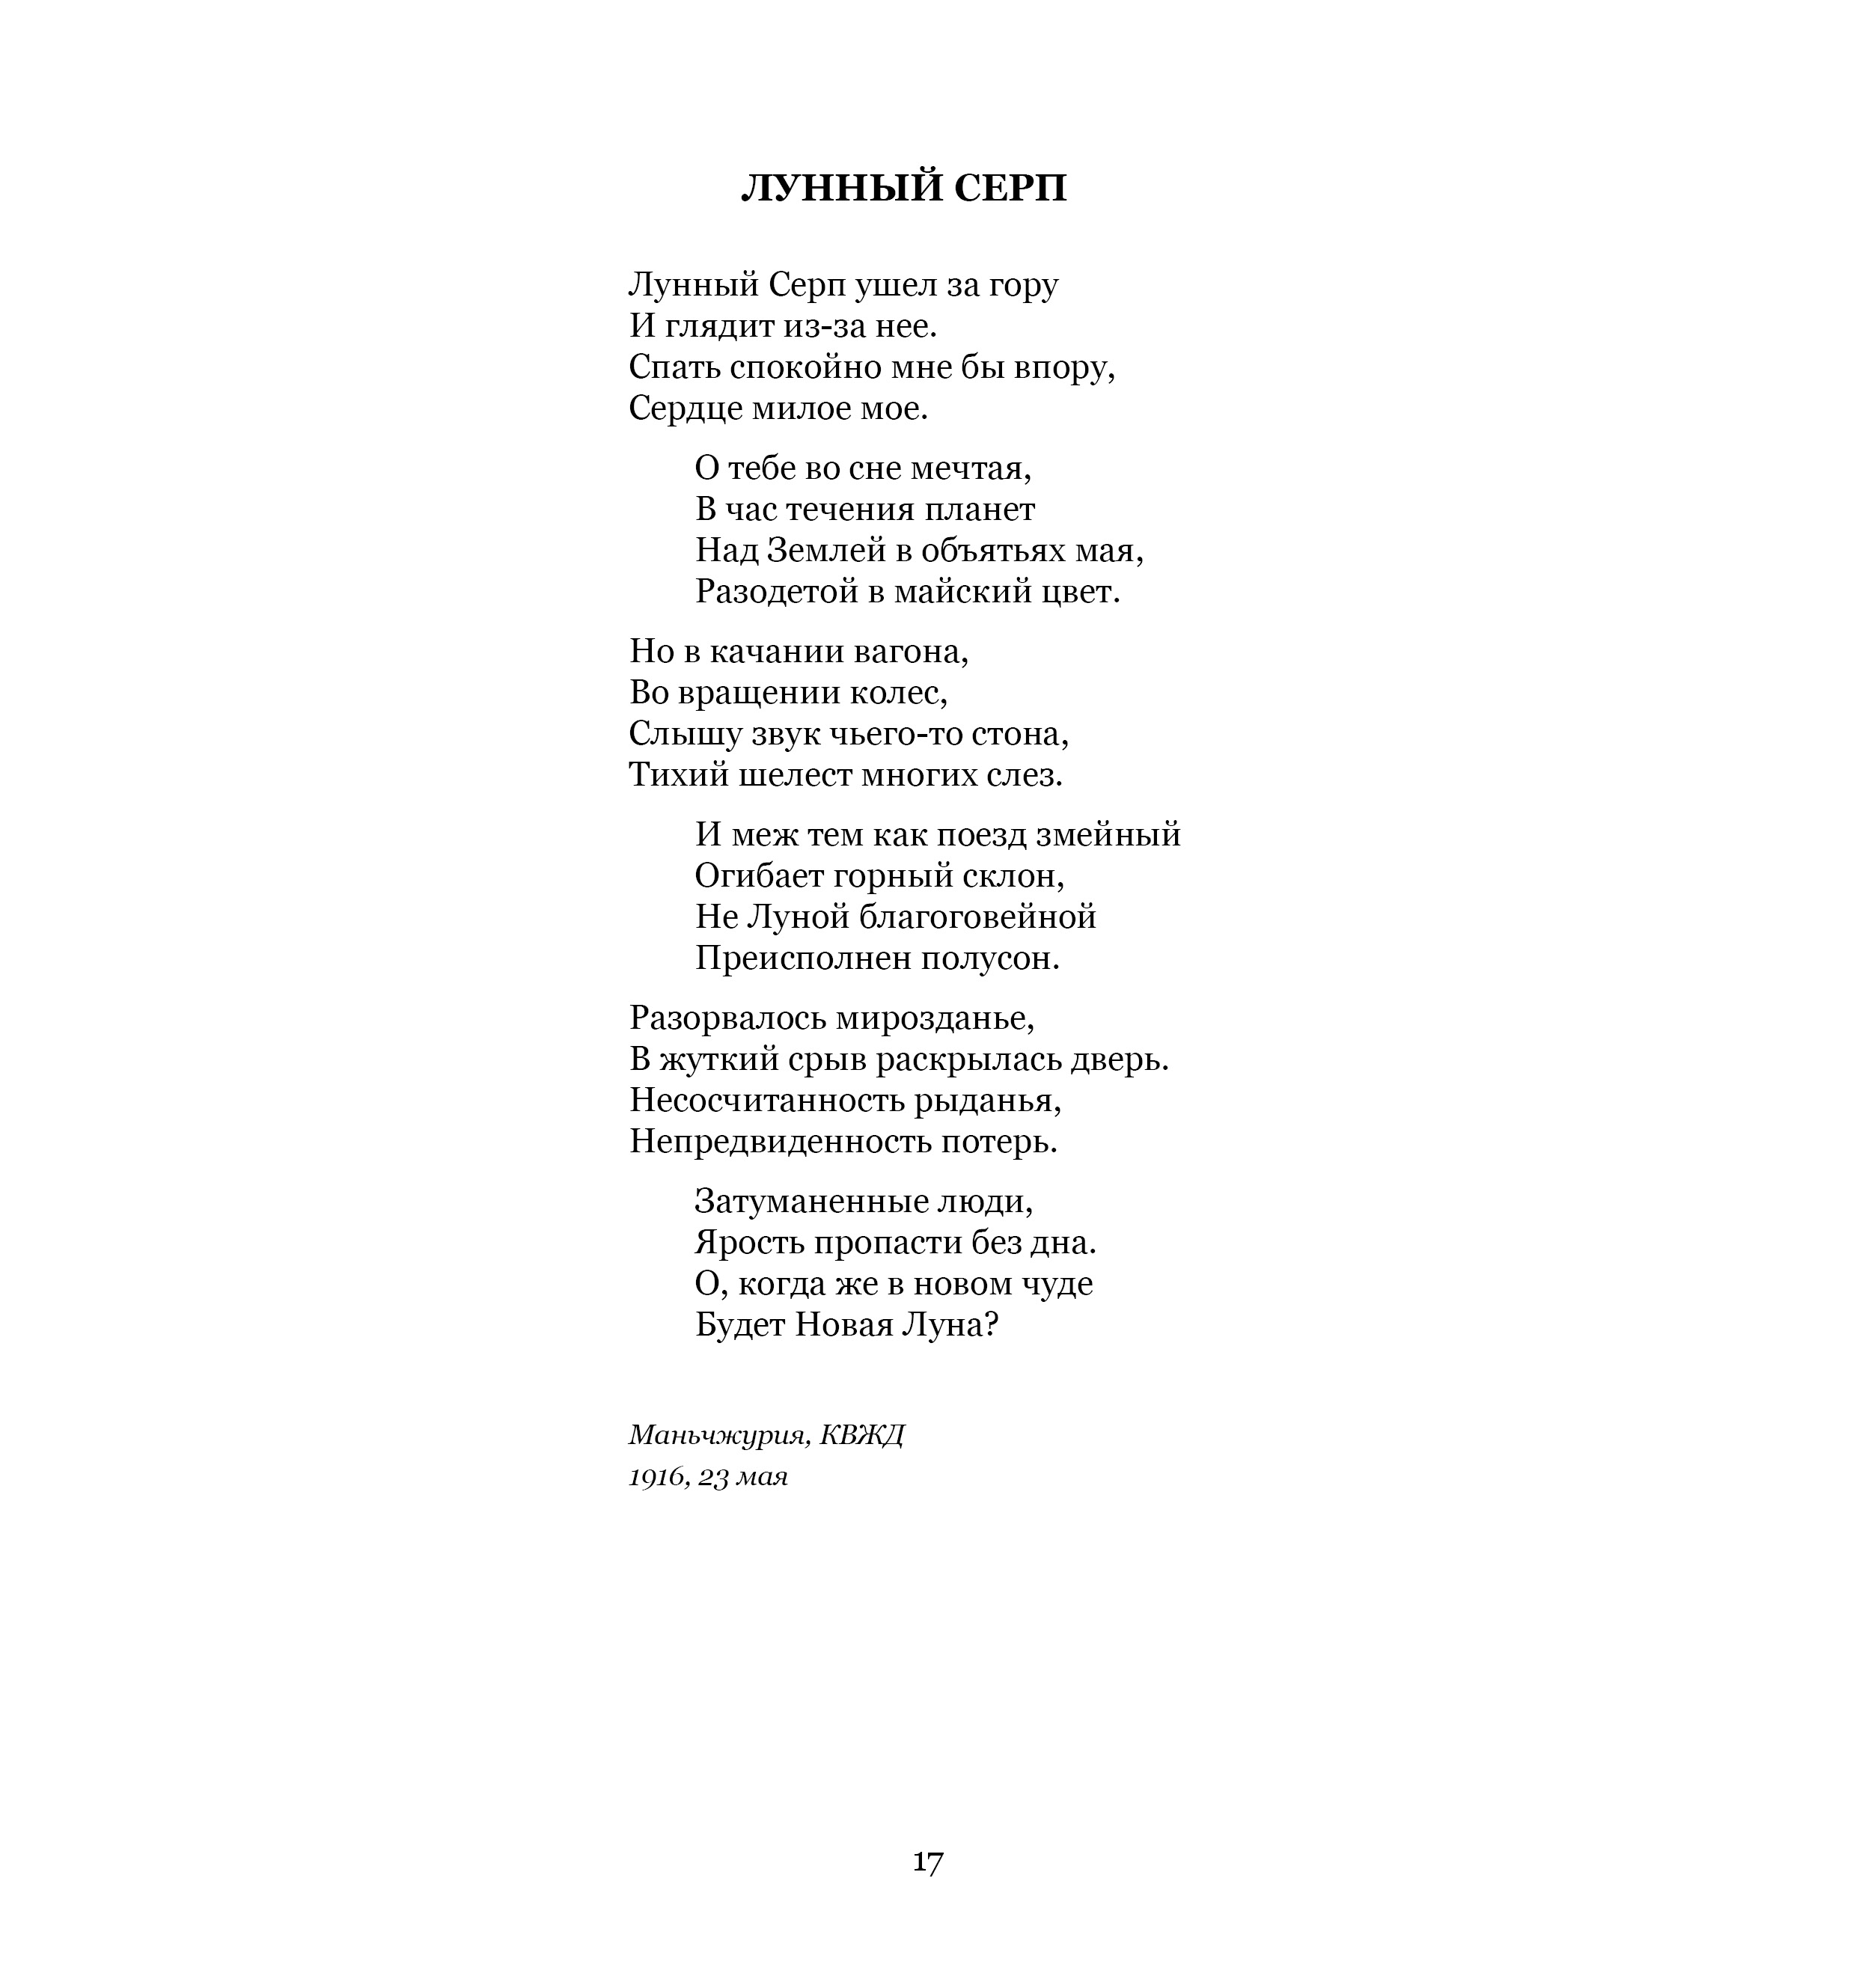 ЛУННЫЙ СЕРП
Лунный Серп ушел за гору
И глядит из-за нее.
Спать спокойно мне бы впору,
Сердце милое мое.
О тебе во сне мечтая,
В час течения планет
Над Землей в объятьях мая,
Разодетой в майский цвет.
Но в качании вагона,
Во вращении колес,
Слышу звук чьего-то стона,
Тихий шелест многих слез.
И меж тем как поезд змейный
Огибает горный склон,
Не Луной благоговейной
Преисполнен полусон.
Разорвалось мирозданье,
В жуткий срыв раскрылась дверь.
Несосчитанность рыданья,
Непредвиденность потерь.
Затуманенные люди,
Ярость пропасти без дна.
О, когда же в новом чуде
Будет Новая Луна?
Маньчжурия, КВЖД
1916, 23 мая
17